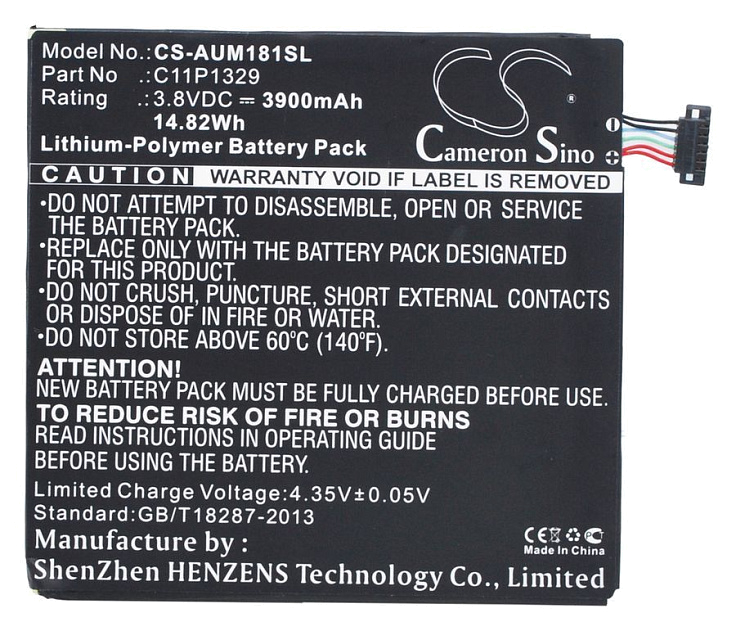 Model No.:CS-AUM181SL
Part No .:C11P1329
Rating .:3.8VDC ⎓ 3900mAh
14.82Wh
Lithium-Polymer Battery Pack
Cameron Sino
®
CAUTION WARRANTY VOID IF LABEL IS REMOVED
•DO NOT ATTEMPT TO DISASSEMBLE, OPEN OR SERVICE
THE BATTERY PACK.
•REPLACE ONLY WITH THE BATTERY PACK DESIGNATED
FOR THIS PRODUCT.
•DO NOT CRUSH, PUNCTURE, SHORT EXTERNAL CONTACTS
OR DISPOSE OF IN FIRE OR WATER.
•DO NOT STORE ABOVE 60°C (140°F).
ATTENTION!
NEW BATTERY PACK MUST BE FULLY CHARGED BEFORE USE.
TO REDUCE RISK OF FIRE OR BURNS
READ INSTRUCTIONS IN OPERATING GUIDE
BEFORE USING THE BATTERY.
Limited Charge Voltage:4.35V±0.05V
Standard:GB/T18287-2013
CE
Made In China
Manufacture by :
ShenZhen HENZENS Technology Co., Limited